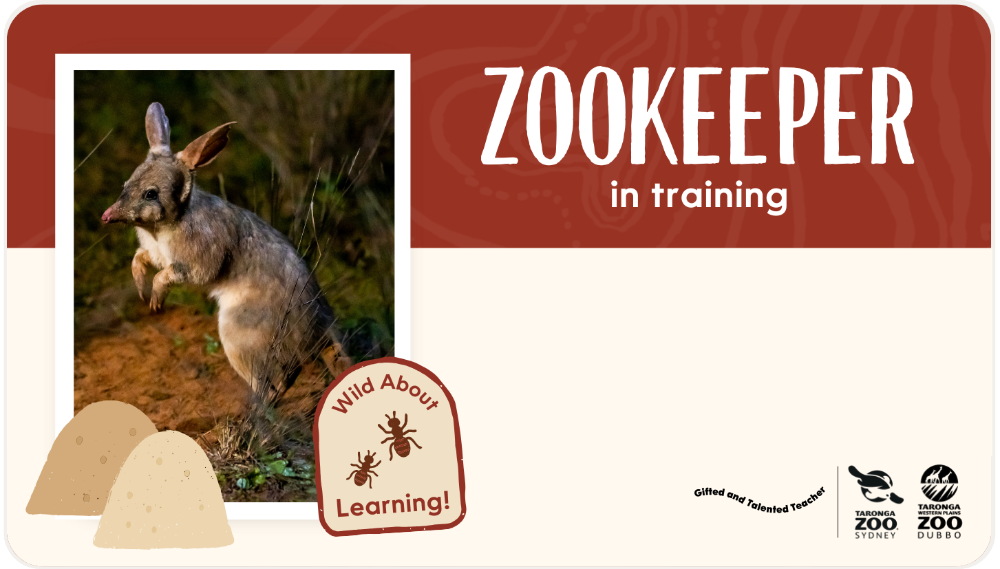 ZOOKEEPER
in training
Wild About
Learning!
Gifted and Talented Teacher
TARONGA
ZOO
SYDNEY
TARONGA
WESTERN PLAINS
ZOO
DUBBO